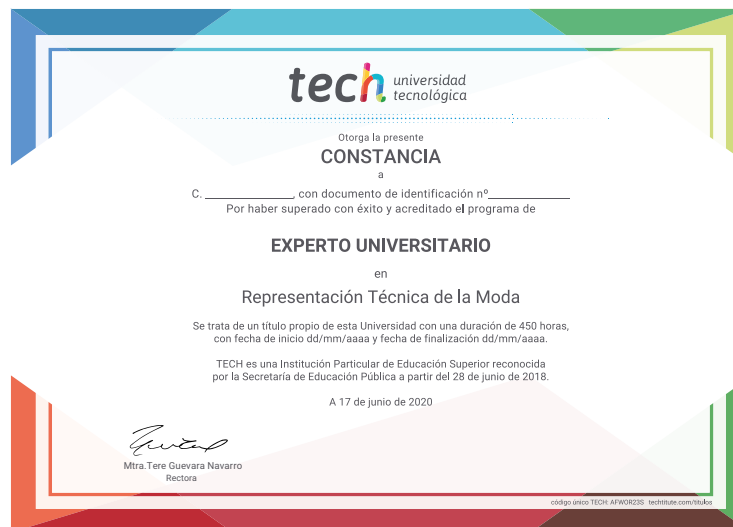 tech universidad
tecnológica
Otorga la presente
CONSTANCIA
a
C. ______________, con documento de identificación nº_____________
Por haber superado con éxito y acreditado el programa de
EXPERTO UNIVERSITARIO
en
Representación Técnica de la Moda
Se trata de un título propio de esta Universidad con una duración de 450 horas,
con fecha de inicio dd/mm/aaaa y fecha de finalización dd/mm/aaaa.
TECH es una Institución Particular de Educación Superior reconocida
por la Secretaría de Educación Pública a partir del 28 de junio de 2018.
A 17 de junio de 2020
Mtra.Tere Guevara Navarro
Rectora
código único TECH: AFWOR23S techtitute.com/titulos